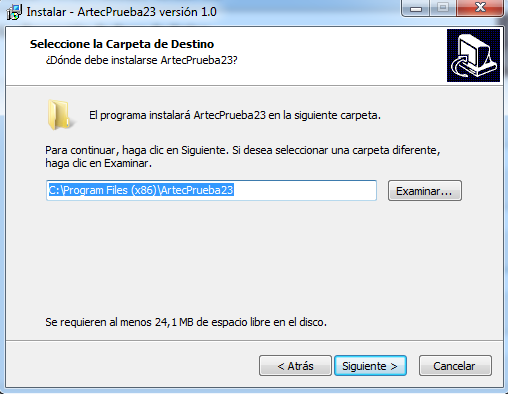 Instalar - ArtecPrueba23 versión 1.0
Seleccione la Carpeta de Destino
¿Dónde debe instalarse ArtecPrueba23?
El programa instalará ArtecPrueba23 en la siguiente carpeta.
Para continuar, haga clic en Siguiente. Si desea seleccionar una carpeta diferente,
haga clic en Examinar.
C:\Program Files (x86)\ArtecPrueba23
Examinar...
Se requieren al menos 24,1 MB de espacio libre en el disco.
< Atrás
Siguiente >
Cancelar